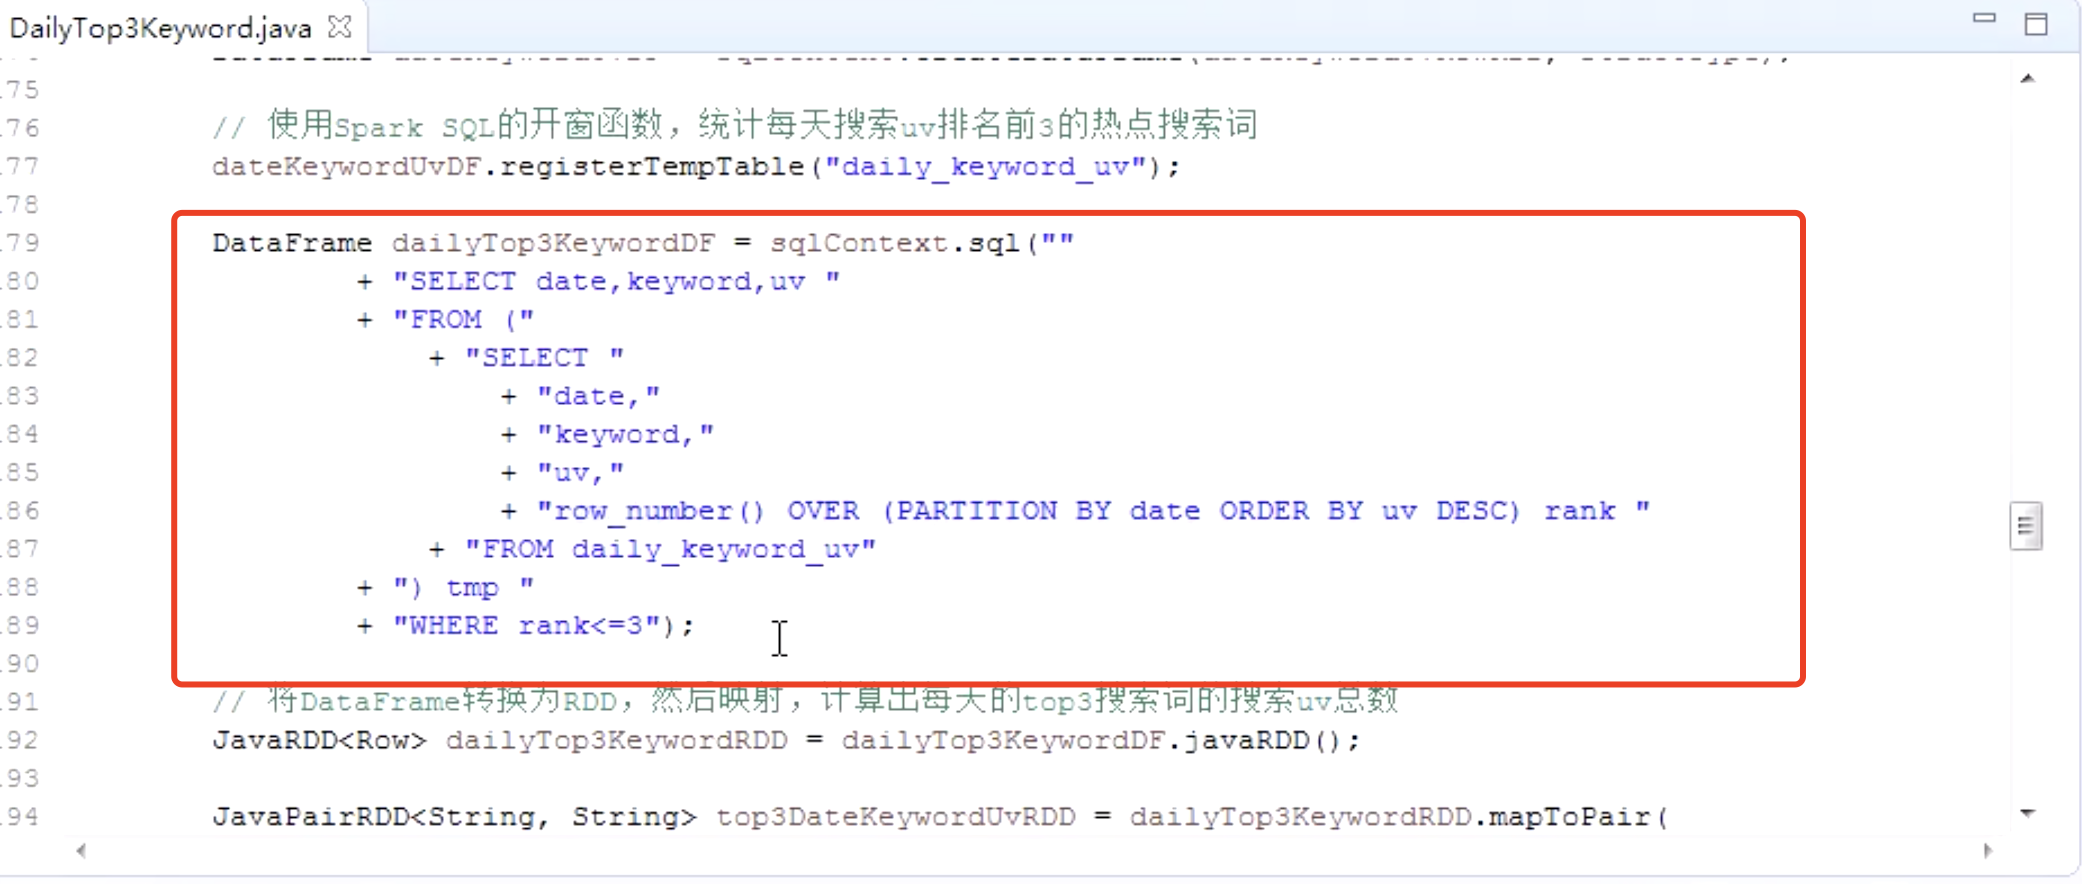 DailyTop3Keyword.java
75
76 // 使用Spark SQL的开窗函数，统计每天搜索uv排名前3的热点搜索词
77 dateKeywordUvDF.registerTempTable("daily_keyword_uv");
78
79 DataFrame dailyTop3KeywordDF = sqlContext.sql(""
80 + "SELECT date,keyword,uv "
81 + "FROM ("
82 + "SELECT "
83 + "date,"
84 + "keyword,"
85 + "uv,"
86 + "row_number() OVER (PARTITION BY date ORDER BY uv DESC) rank "
87 + "FROM daily_keyword_uv"
88 + ") tmp "
89 + "WHERE rank<=3");
90
91 // 将DataFrame转换为RDD，然后映射，计算出每天的top3搜索词的搜索uv总数
92 JavaRDD<Row> dailyTop3KeywordRDD = dailyTop3KeywordDF.javaRDD();
93
94 JavaPairRDD<String, String> top3DateKeywordUvRDD = dailyTop3KeywordRDD.mapToPair(